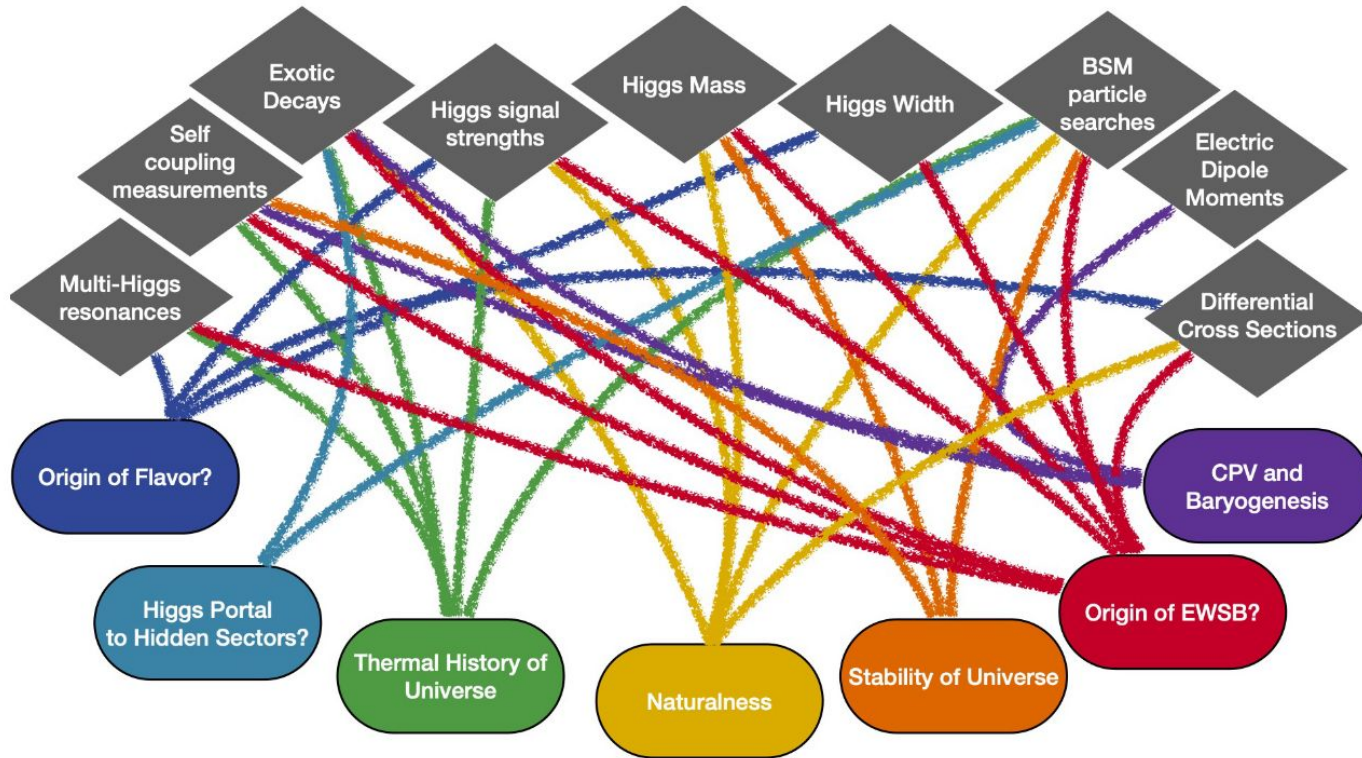 Exotic
Decays
Higgs signal
strengths
Higgs Mass
Higgs Width
BSM
particle
searches
Self
coupling
measurements
Electric
Dipole
Moments
Multi-Higgs
resonances
Differential
Cross Sections
Origin of Flavor?
CPV and
Baryogenesis
Higgs Portal
to Hidden Sectors?
Origin of EWSB?
Thermal History of
Universe
Naturalness
Stability of Universe